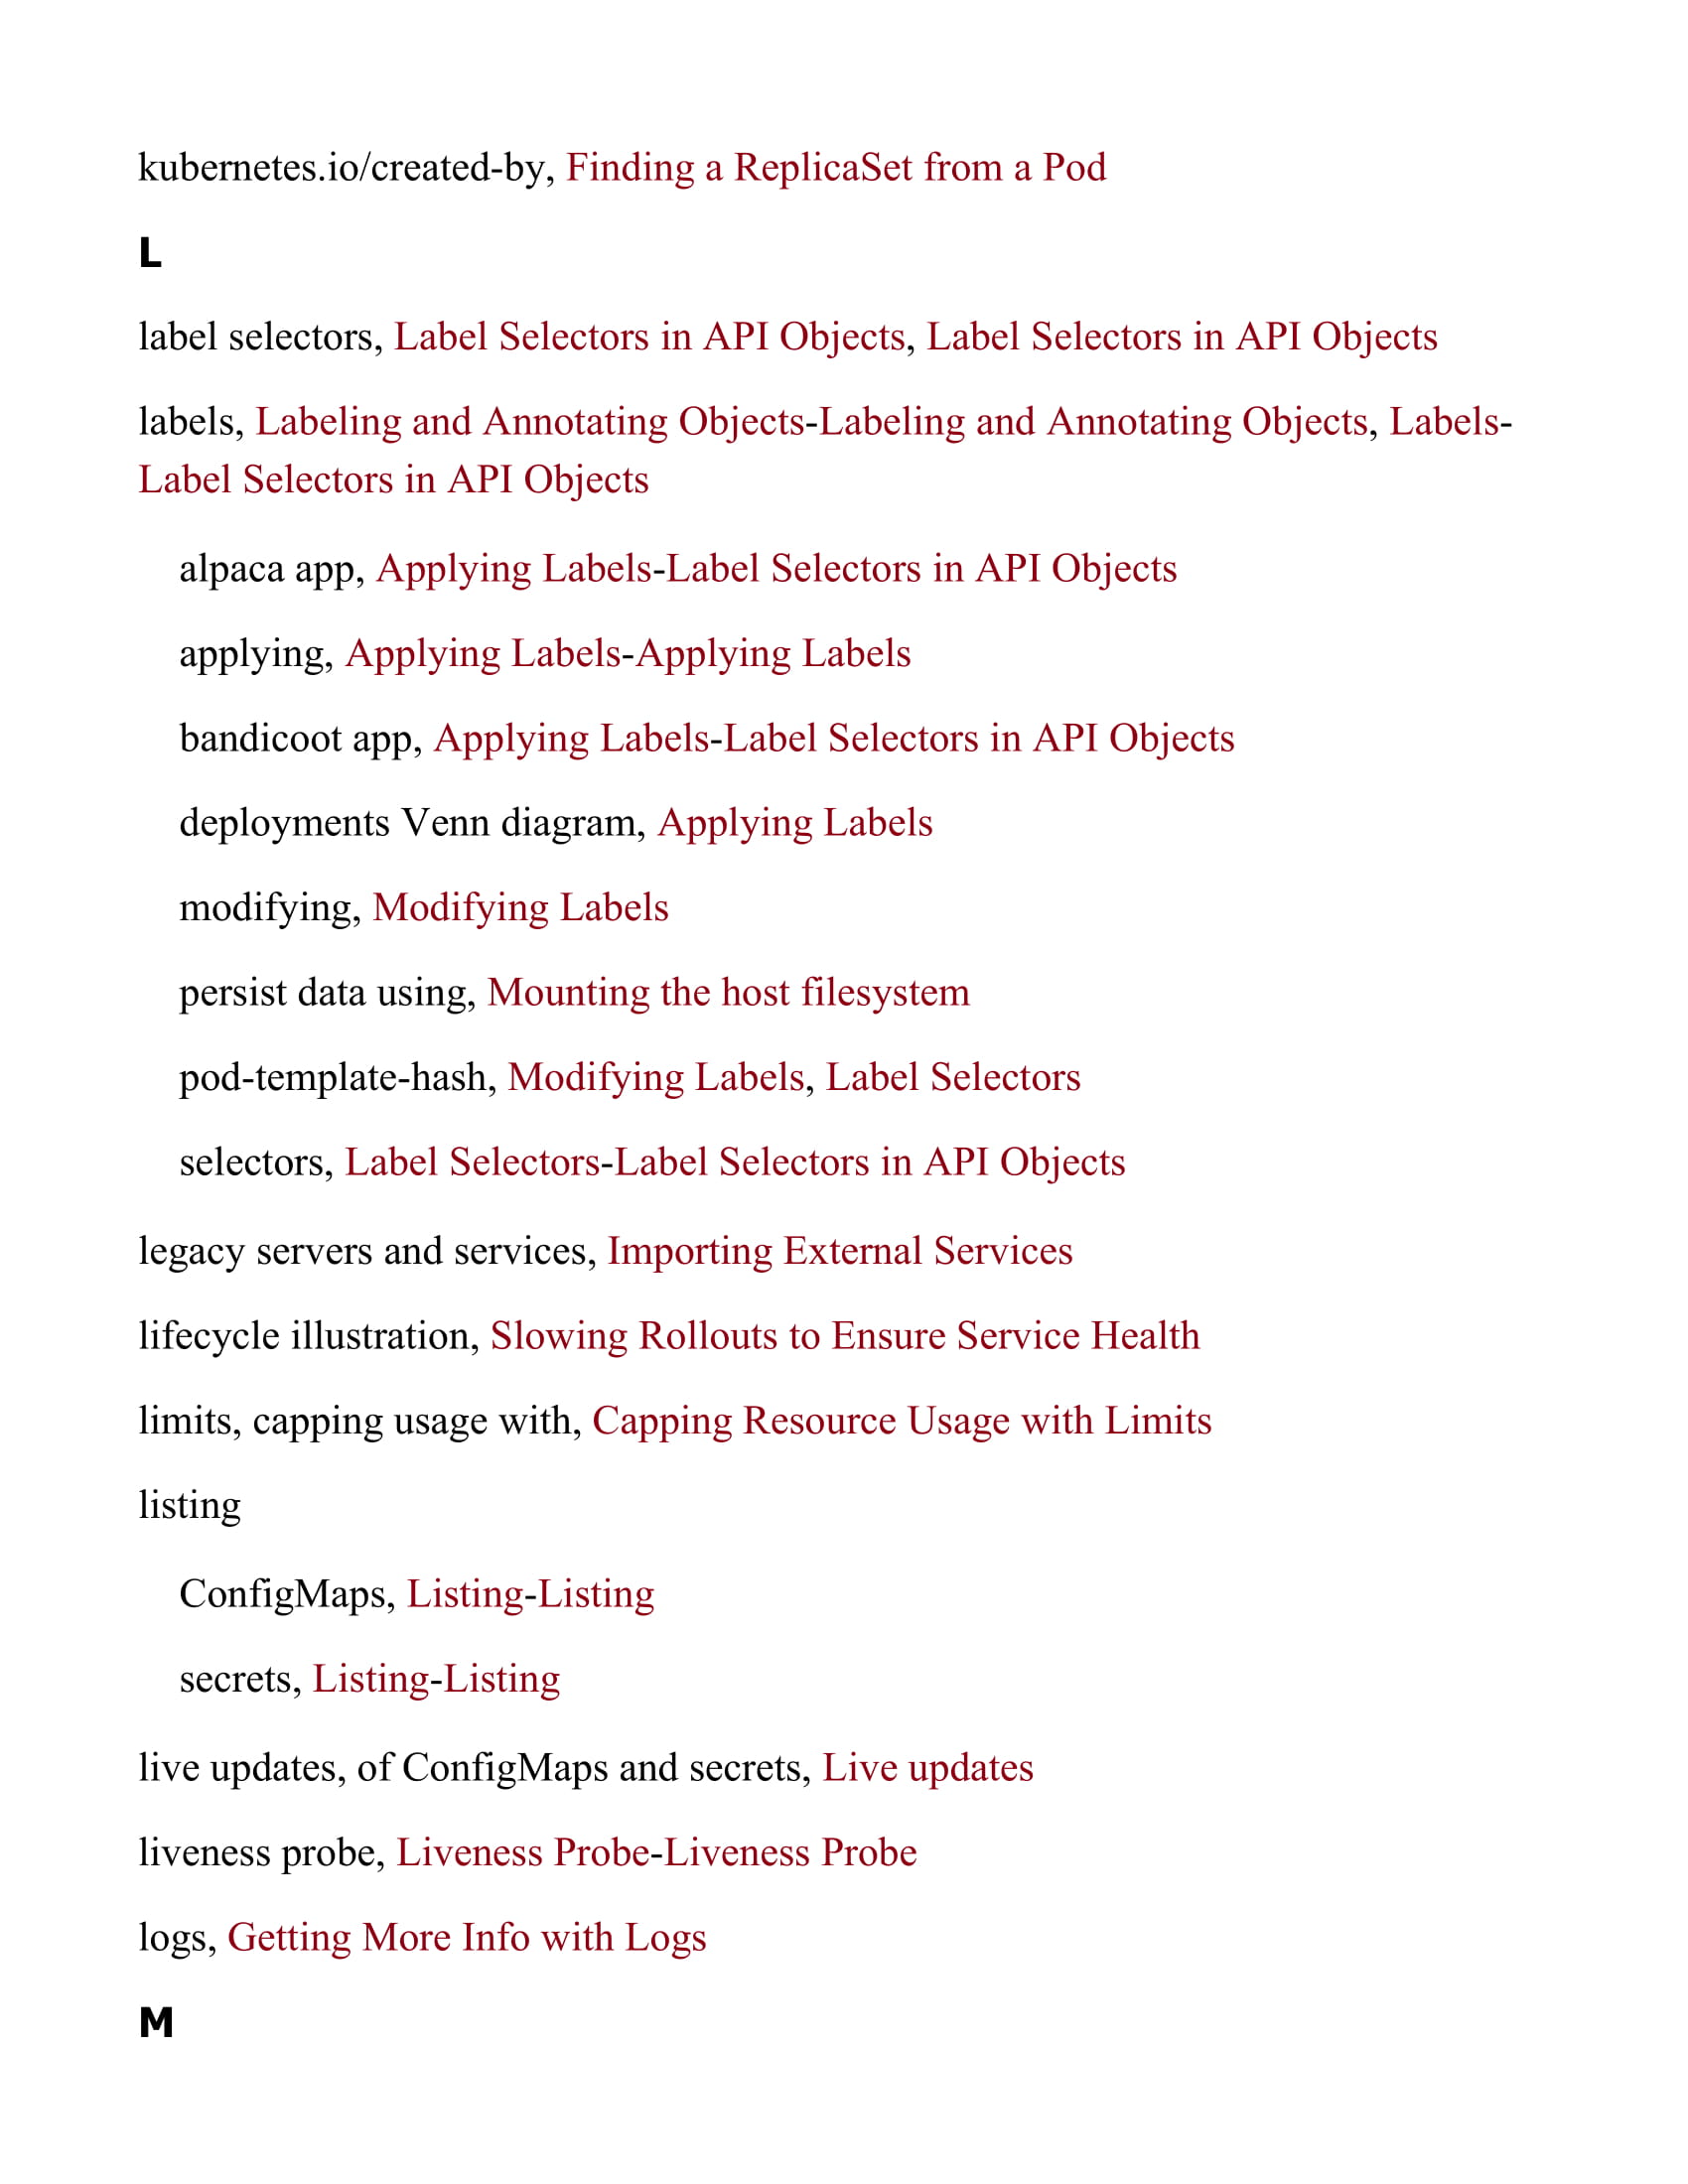 kubernetes.io/created-by, Finding a ReplicaSet from a Pod
L
label selectors, Label Selectors in API Objects, Label Selectors in API Objects
labels, Labeling and Annotating Objects-Labeling and Annotating Objects, Labels-
Label Selectors in API Objects
alpaca app, Applying Labels-Label Selectors in API Objects
applying, Applying Labels-Applying Labels
bandicoot app, Applying Labels-Label Selectors in API Objects
deployments Venn diagram, Applying Labels
modifying, Modifying Labels
persist data using, Mounting the host filesystem
pod-template-hash, Modifying Labels, Label Selectors
selectors, Label Selectors-Label Selectors in API Objects
legacy servers and services, Importing External Services
lifecycle illustration, Slowing Rollouts to Ensure Service Health
limits, capping usage with, Capping Resource Usage with Limits
listing
ConfigMaps, Listing-Listing
secrets, Listing-Listing
live updates, of ConfigMaps and secrets, Live updates
liveness probe, Liveness Probe-Liveness Probe
logs, Getting More Info with Logs
M